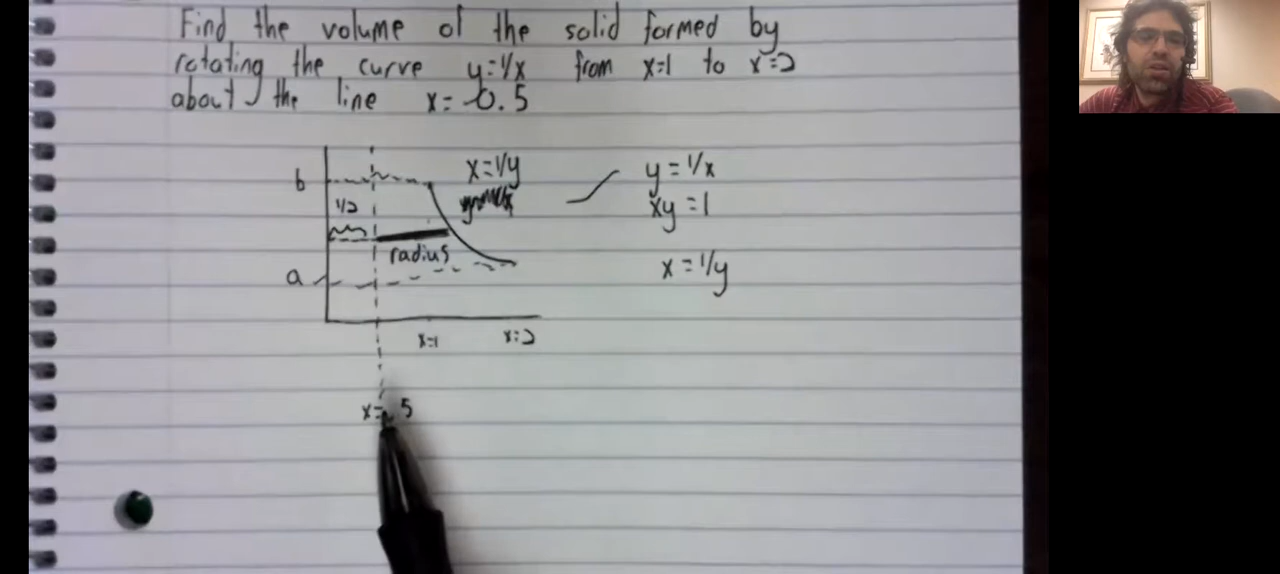 Find the volume of the solid formed by
rotating the curve y=1/x from x=1 to x=2
about the line x=-0.5
b
x=1/y
y=1/x
1/2
xy=1
radius
a
x=1/y
x=1
x=2
x=.5